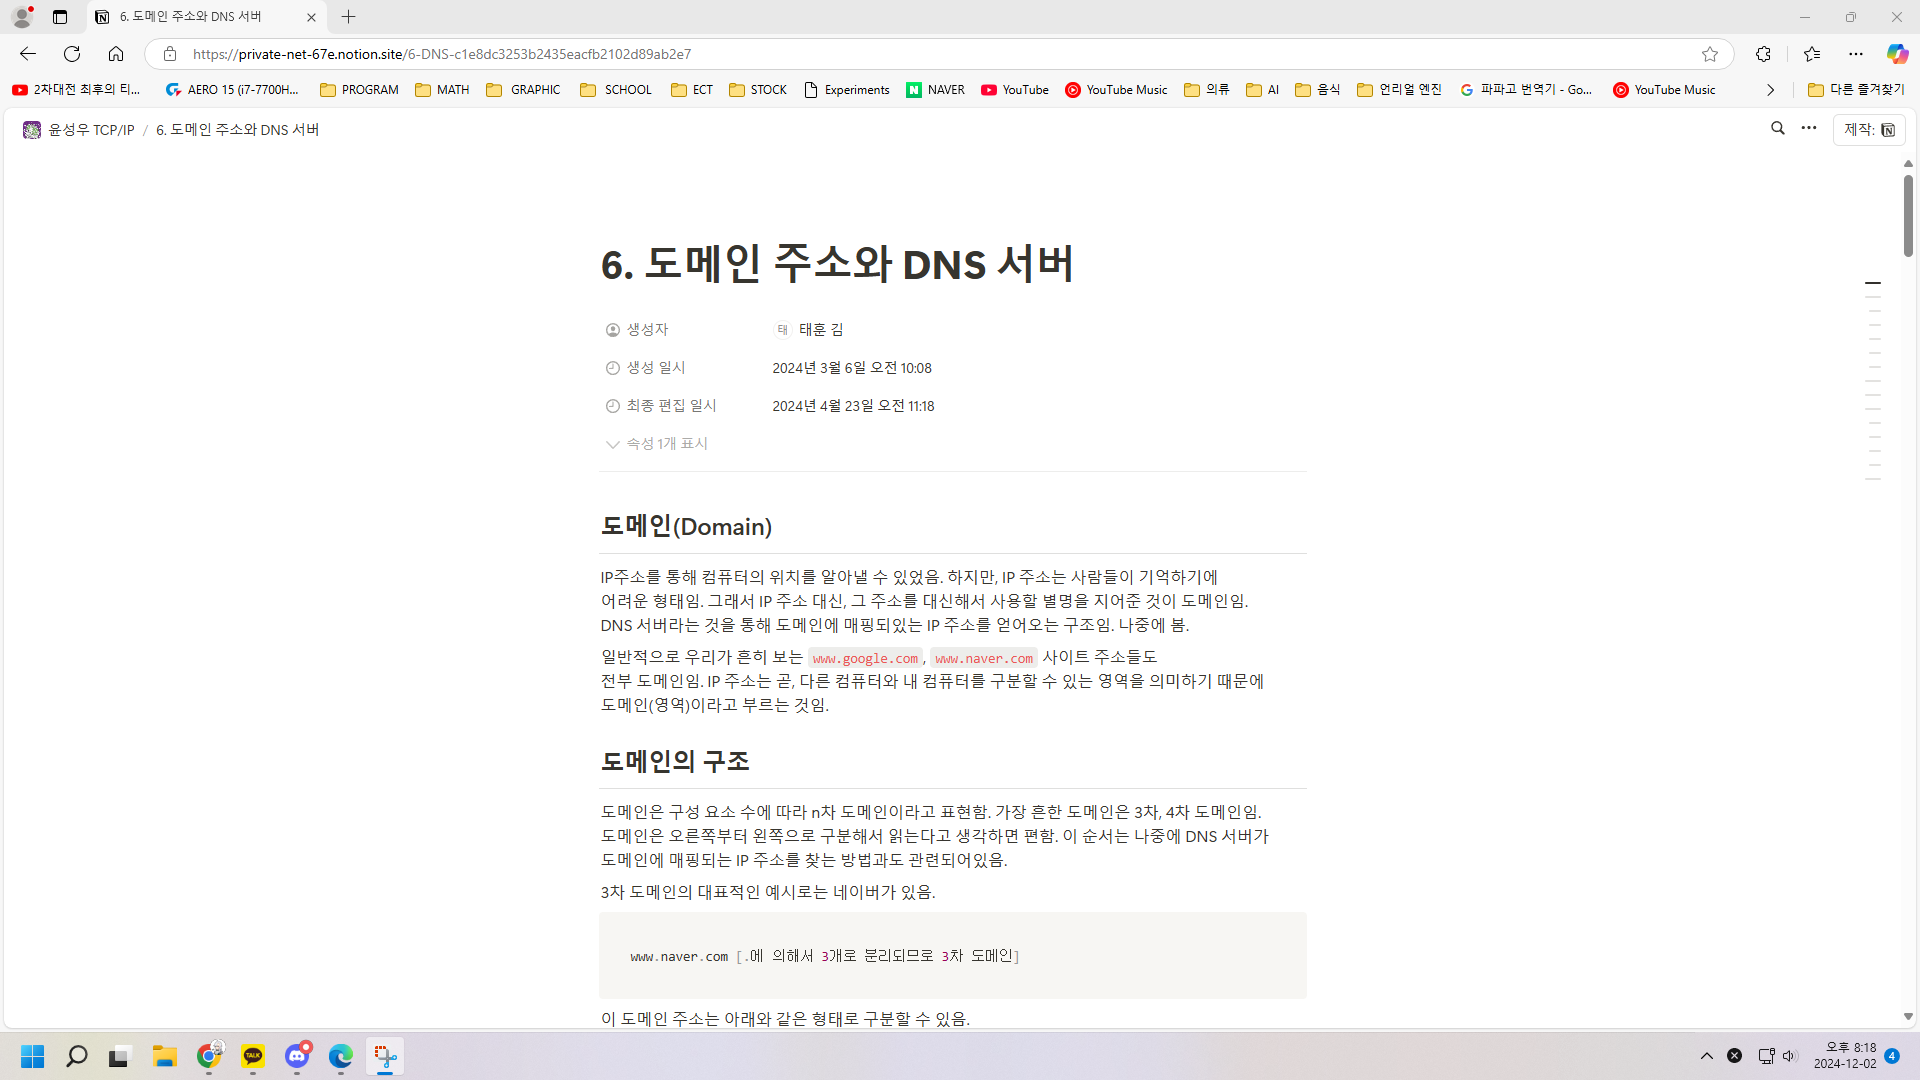 6. 도메인 주소와 DNS 서버
https://private-net-67e.notion.site/6-DNS-c1e8dc3253b2435eacfb2102d89ab2e7
2차대전 최후의 티... AERO 15 (i7-7700H... PROGRAM MATH GRAPHIC SCHOOL ECT STOCK Experiments NAVER YouTube YouTube Music 의류 AI 음식 언리얼 엔진 파파고 번역기 - Go... YouTube Music 다른 즐겨찾기
윤성우 TCP/IP / 6. 도메인 주소와 DNS 서버
제작:
6. 도메인 주소와 DNS 서버
생성자 태 태훈 김
생성 일시 2024년 3월 6일 오전 10:08
최종 편집 일시 2024년 4월 23일 오전 11:18
속성 1개 표시
도메인(Domain)
IP주소를 통해 컴퓨터의 위치를 알아낼 수 있었음. 하지만, IP 주소는 사람들이 기억하기에
어려운 형태임. 그래서 IP 주소 대신, 그 주소를 대신해서 사용할 별명을 지어준 것이 도메인임.
DNS 서버라는 것을 통해 도메인에 매핑되있는 IP 주소를 얻어오는 구조임. 나중에 봄.
일반적으로 우리가 흔히 보는 www.google.com, www.naver.com 사이트 주소들도
전부 도메인임. IP 주소는 곧, 다른 컴퓨터와 내 컴퓨터를 구분할 수 있는 영역을 의미하기 때문에
도메인(영역)이라고 부르는 것임.
도메인의 구조
도메인은 구성 요소 수에 따라 n차 도메인이라고 표현함. 가장 흔한 도메인은 3차, 4차 도메인임.
도메인은 오른쪽부터 왼쪽으로 구분해서 읽는다고 생각하면 편함. 이 순서는 나중에 DNS 서버가
도메인에 매핑되는 IP 주소를 찾는 방법과도 관련되어있음.
3차 도메인의 대표적인 예시로는 네이버가 있음.
www.naver.com [.에 의해서 3개로 분리되므로 3차 도메인]
이 도메인 주소는 아래와 같은 형태로 구분할 수 있음.
TALK
오후 8:18
2024-12-02
4